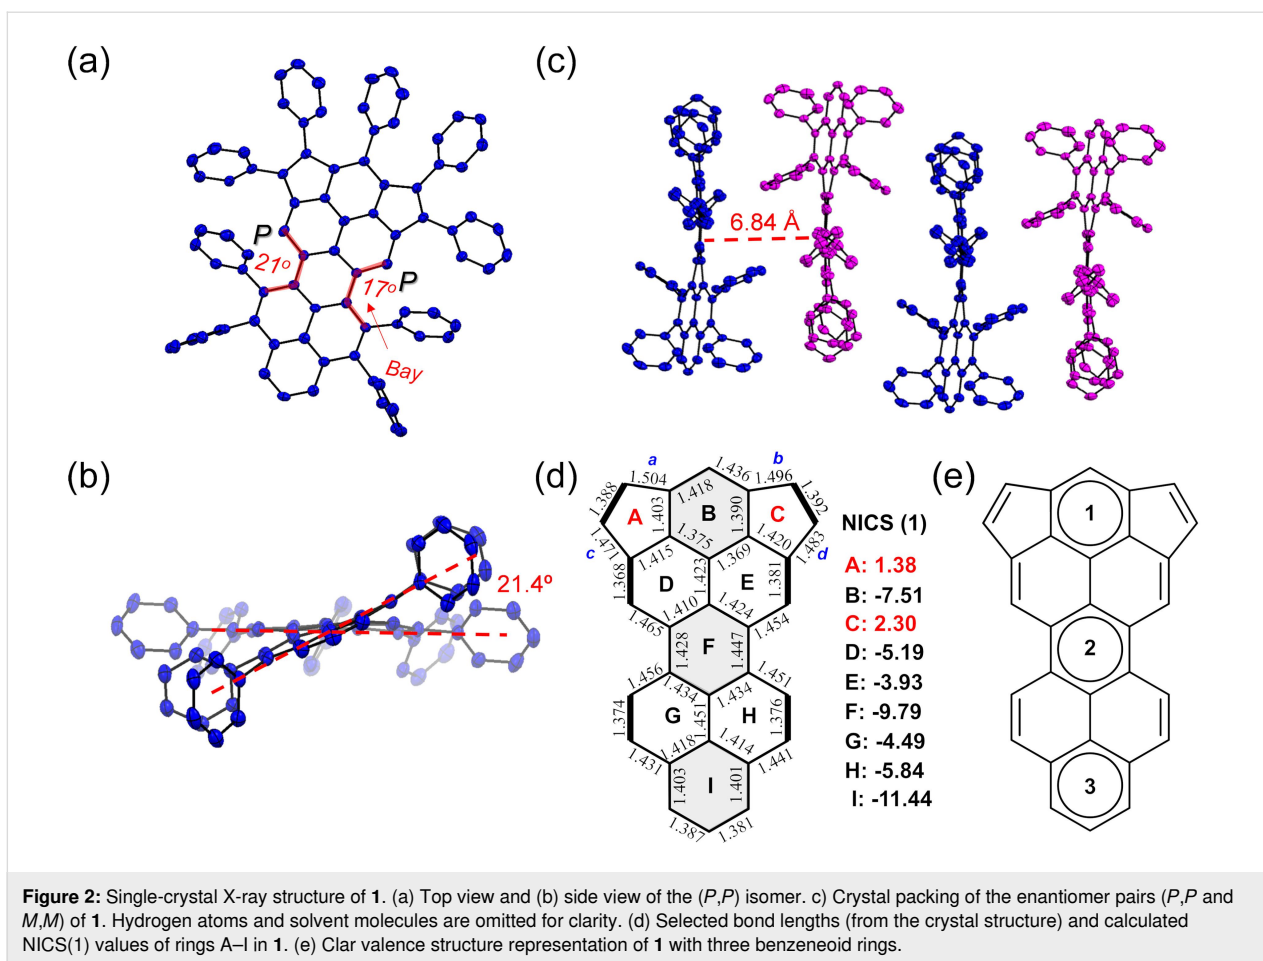 (a)
P
21º
17º
P
Bay
(c)
6.84 Å
(b)
21.4º
(d)
a
b
1.504
1.436
1.496
1.388
1.418
1.392
A
1.403
B
1.390
C
1.375
1.420
c
1.471
1.415
1.369
1.483
d
1.368
D
1.423
E
1.381
1.410
1.424
1.465
1.454
1.428
F
1.447
1.456
1.451
1.434
1.434
1.374
G
1.451
H
1.376
1.418
1.414
1.431
1.441
1.403
I
1.401
1.387
1.381
NICS (1)
A: 1.38
B: -7.51
C: 2.30
D: -5.19
E: -3.93
F: -9.79
G: -4.49
H: -5.84
I: -11.44
(e)
1
2
3
Figure 2: Single-crystal X-ray structure of 1. (a) Top view and (b) side view of the (P,P) isomer. c) Crystal packing of the enantiomer pairs (P,P and
M,M) of 1. Hydrogen atoms and solvent molecules are omitted for clarity. (d) Selected bond lengths (from the crystal structure) and calculated
NICS(1) values of rings A–I in 1. (e) Clar valence structure representation of 1 with three benzeneoid rings.